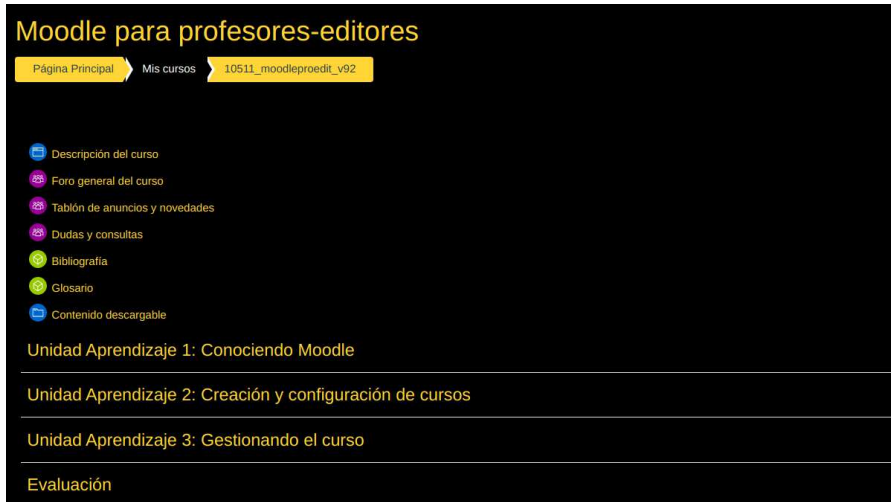 Moodle para profesores-editores
Página Principal Mis cursos 10511_moodleproedit_v92
Descripción del curso
Foro general del curso
Tablón de anuncios y novedades
Dudas y consultas
Bibliografía
Glosario
Contenido descargable
Unidad Aprendizaje 1: Conociendo Moodle
Unidad Aprendizaje 2: Creación y configuración de cursos
Unidad Aprendizaje 3: Gestionando el curso
Evaluación